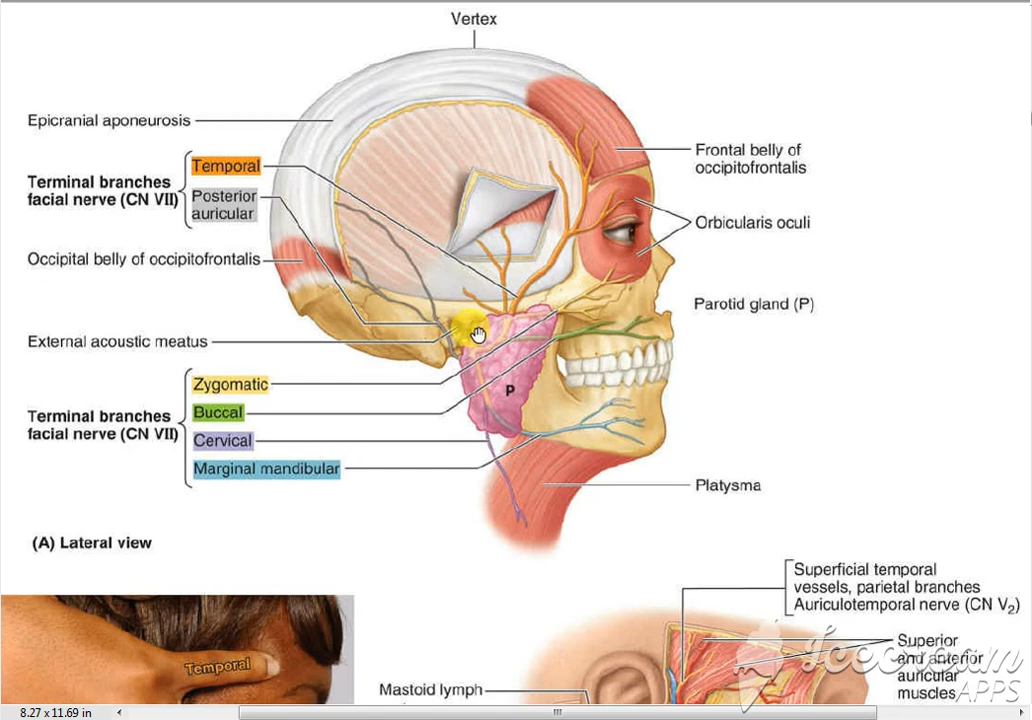 Vertex
Epicranial aponeurosis
Temporal
Terminal branches
facial nerve (CN VII)
Posterior
auricular
Occipital belly of occipitofrontalis
External acoustic meatus
Zygomatic
Buccal
Terminal branches
facial nerve (CN VII)
Cervical
Marginal mandibular
Frontal belly of
occipitofrontalis
Orbicularis oculi
Parotid gland (P)
P
Platysma
(A) Lateral view
Temporal
Superficial temporal
vessels, parietal branches
Auriculotemporal nerve (CN V2)
Superior
and anterior
auricular
muscles
Mastoid lymph
Icecream
APPS
8.27 x 11.69 in